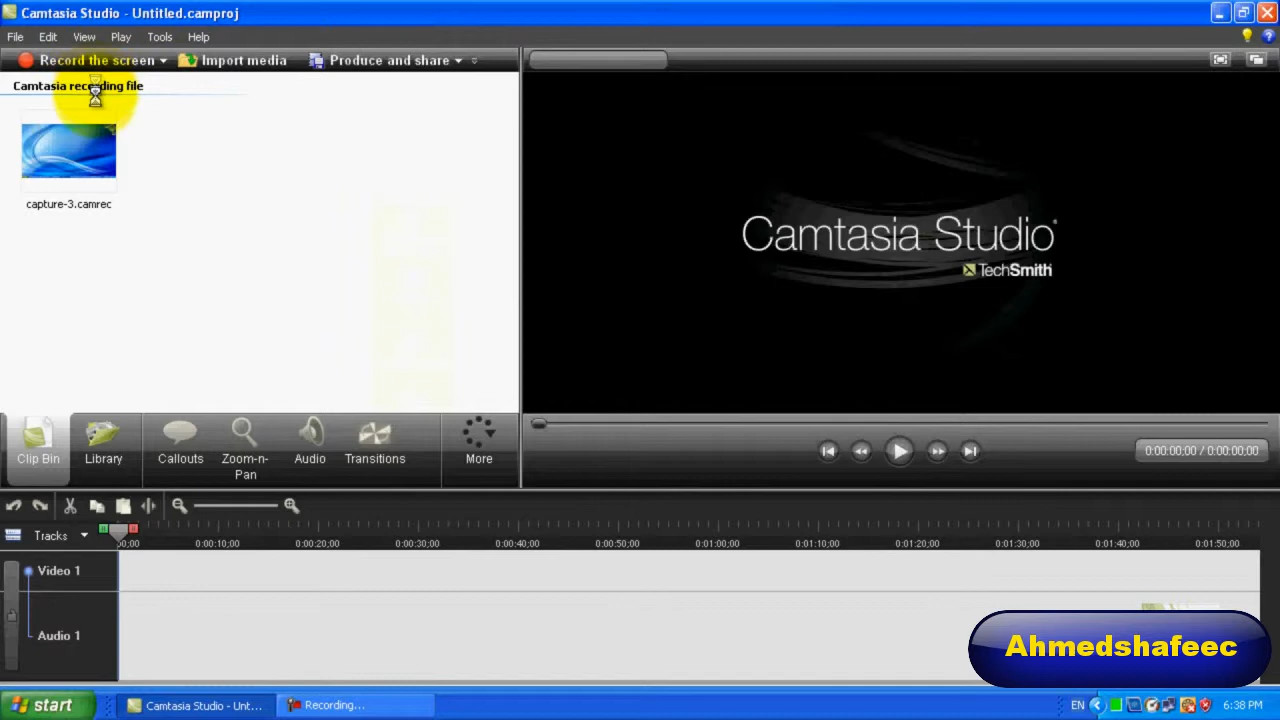 Camtasia Studio - Untitled.camproj
File Edit View Play Tools Help
Record the screen Import media Produce and share
Camtasia recording file
capture-3.camrec
Camtasia Studio®
TechSmith
Clip Bin Library Callouts Zoom-n-Pan Audio Transitions More
0:00:00;00 / 0:00:00;00
Tracks
00;00 0:00:10;00 0:00:20;00 0:00:30;00 0:00:40;00 0:00:50;00 0:01:00;00 0:01:10;00 0:01:20;00 0:01:30;00 0:01:40;00 0:01:50;00
Video 1
Audio 1
Ahmedshafeec
start Camtasia Studio - Unt... Recording... EN 6:38 PM